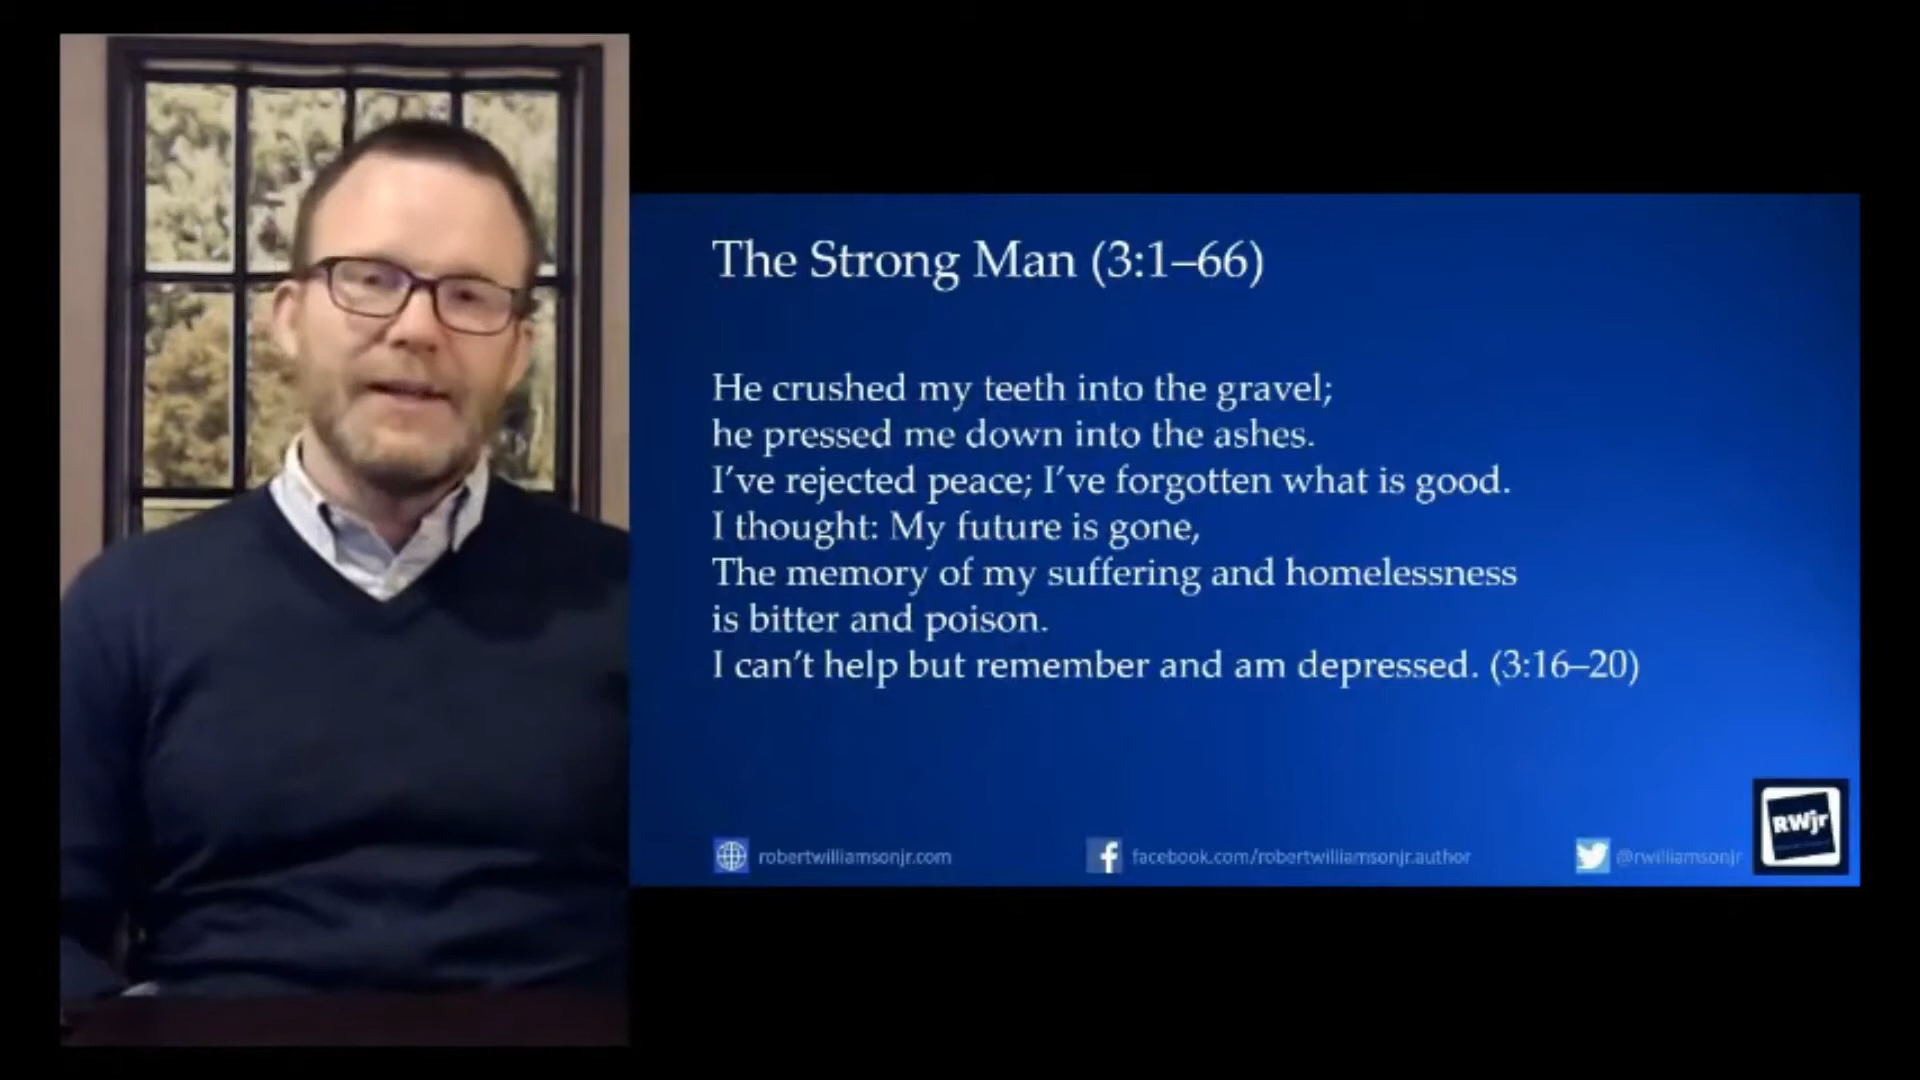 The Strong Man (3:1–66)
He crushed my teeth into the gravel;
he pressed me down into the ashes.
I've rejected peace; I've forgotten what is good.
I thought: My future is gone,
The memory of my suffering and homelessness
is bitter and poison.
I can't help but remember and am depressed. (3:16–20)
robertwilliamsonjr.com
facebook.com/robertwilliamsonjr.author
@rwilliamsonjr
RWjr